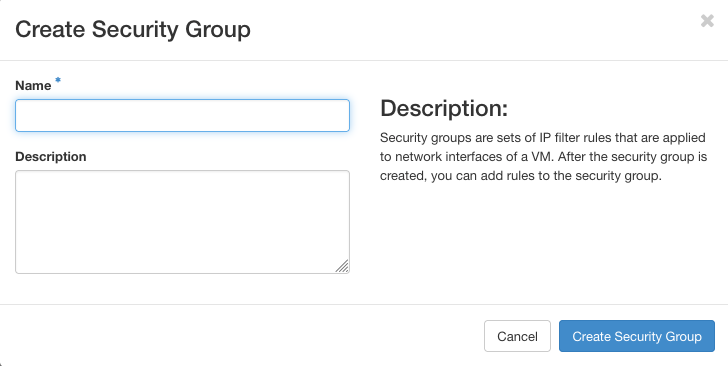 Create Security Group
×
Name *
Description
Description:
Security groups are sets of IP filter rules that are applied
to network interfaces of a VM. After the security group is
created, you can add rules to the security group.
Cancel
Create Security Group